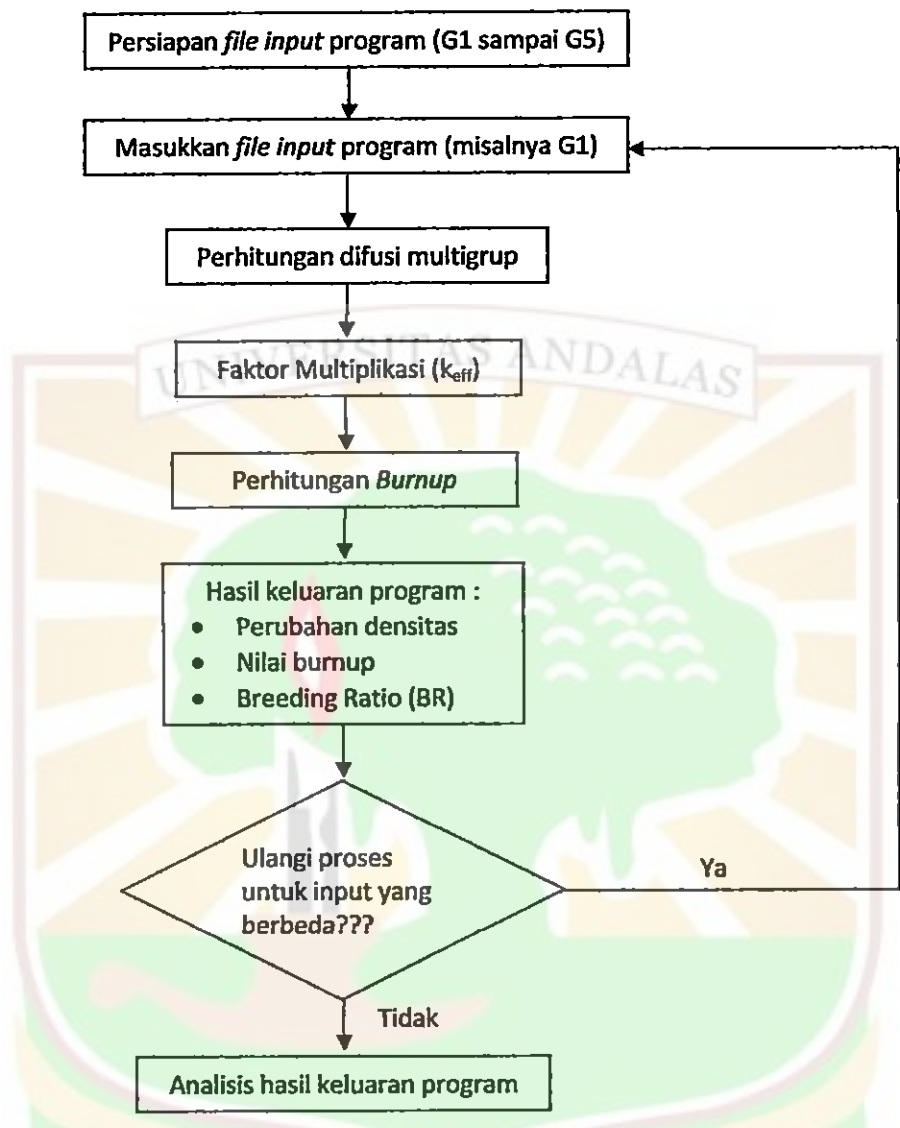 Persiapan file input program (G1 sampai G5)
Masukkan file input program (misalnya G1)
Perhitungan difusi multigrup
UNIVERSITAS ANDALAS
Faktor Multiplikasi (keff)
Perhitungan Burnup
Hasil keluaran program :
• Perubahan densitas
• Nilai burnup
• Breeding Ratio (BR)
Ulangi proses
untuk input yang
berbeda???
Ya
Tidak
Analisis hasil keluaran program